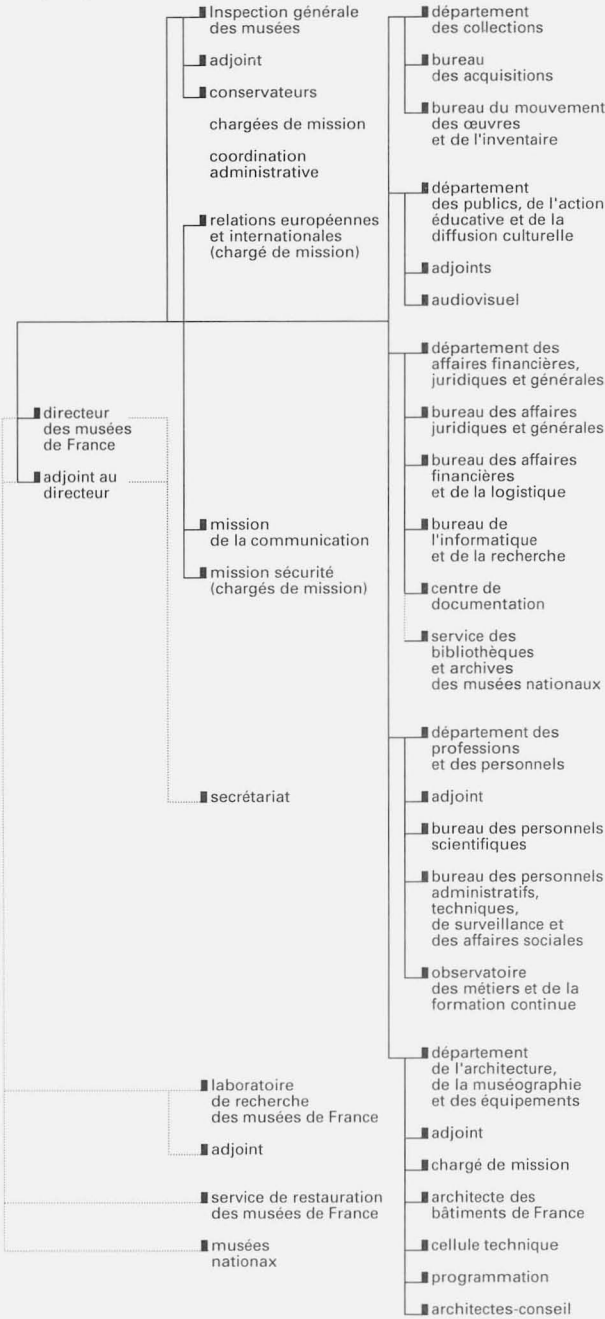 Inspection générale
des musées
adjoint
conservateurs
chargées de mission
coordination
administrative
relations européennes
et internationales
(chargé de mission)
directeur
des musées
de France
adjoint au
directeur
mission
de la communication
mission sécurité
(chargés de mission)
secrétariat
laboratoire
de recherche
des musées de France
adjoint
service de restauration
des musées de France
musées
nationax
département
des collections
bureau
des acquisitions
bureau du mouvement
des œuvres
et de l'inventaire
département
des publics, de l'action
éducative et de la
diffusion culturelle
adjoints
audiovisuel
département des
affaires financières,
juridiques et générales
bureau des affaires
juridiques et générales
bureau des affaires
financières
et de la logistique
bureau de
l'informatique
et de la recherche
centre de
documentation
service des
bibliothèques
et archives
des musées nationaux
département des
professions
et des personnels
adjoint
bureau des personnels
scientifiques
bureau des personnels
administratifs,
techniques,
de surveillance et
des affaires sociales
observatoire
des métiers et de la
formation continue
département
de l'architecture,
de la muséographie
et des équipements
adjoint
chargé de mission
architecte des
bâtiments de France
cellule technique
programmation
architectes-conseil